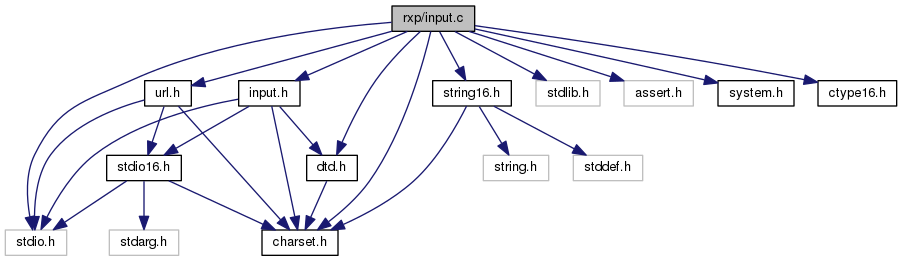 rxp/input.c
url.h
input.h
string16.h
stdlib.h
assert.h
system.h
ctype16.h
stdio16.h
dtd.h
string.h
stddef.h
stdio.h
stdarg.h
charset.h